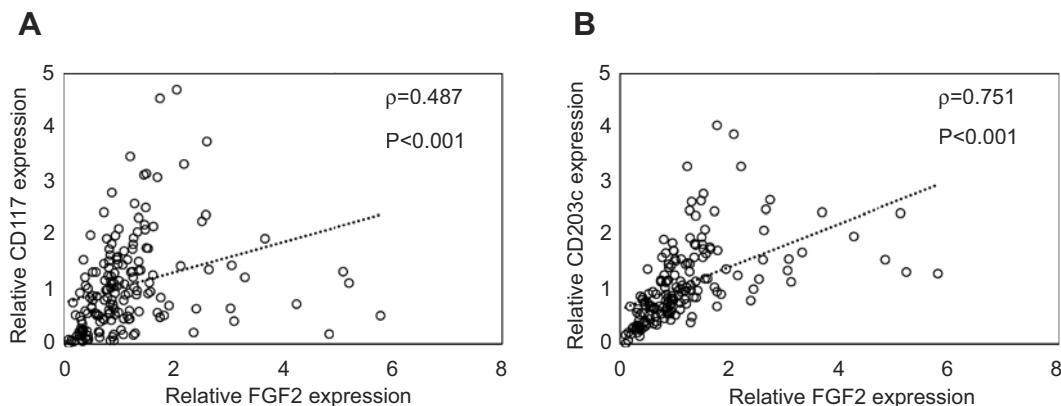 A
Relative CD117 expression
5
4
3
2
1
0
ρ=0.487
P<0.001
0 2 4 6 8
Relative FGF2 expression
B
Relative CD203c expression
5
4
3
2
1
0
ρ=0.751
P<0.001
0 2 4 6 8
Relative FGF2 expression